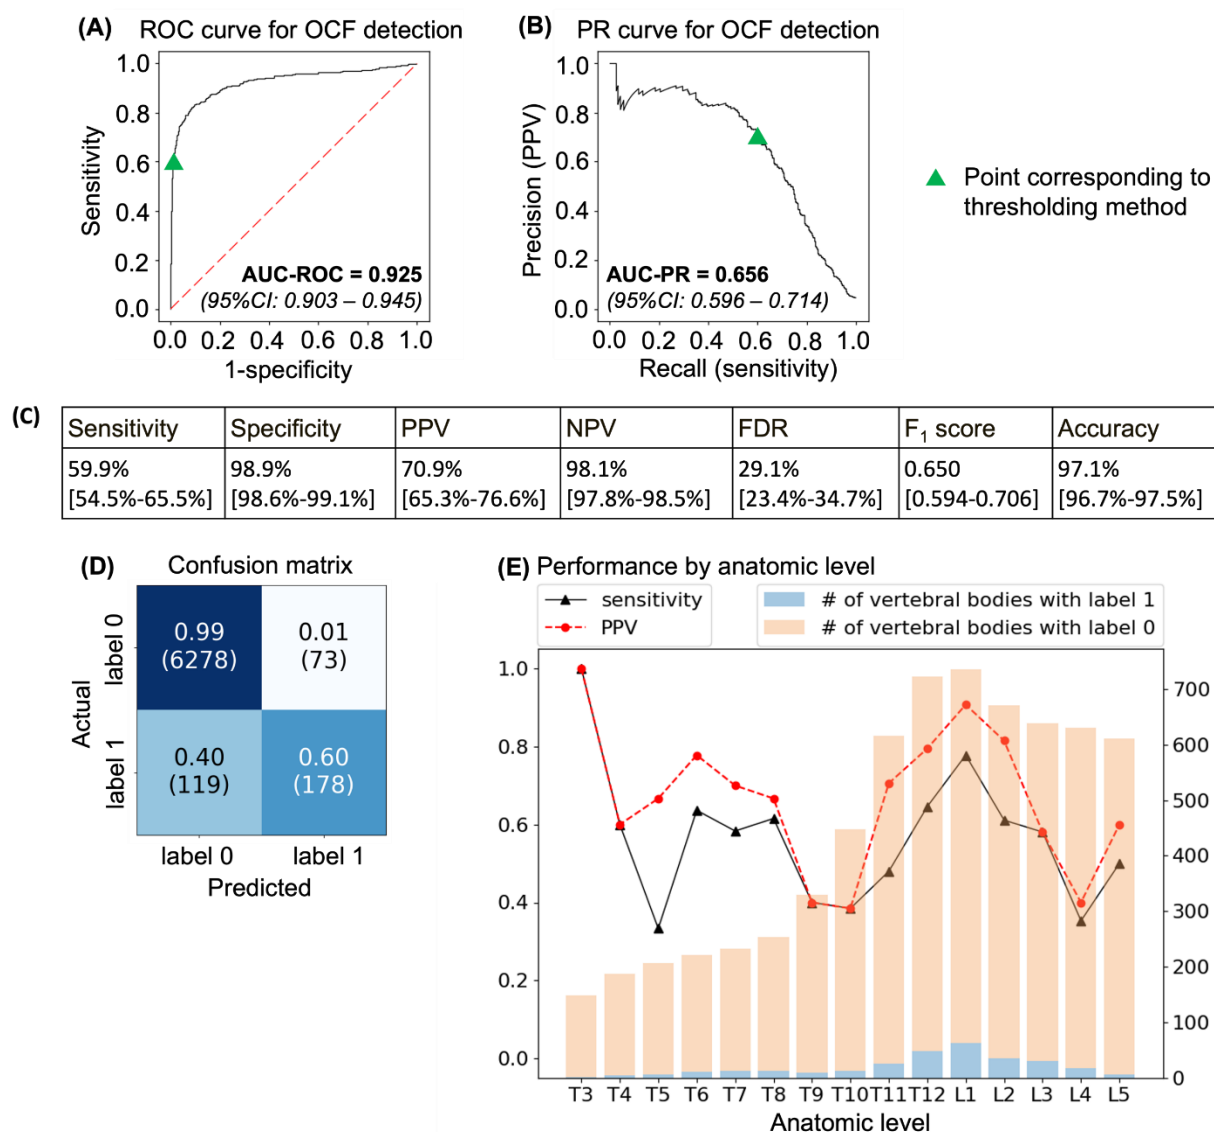 (A) ROC curve for OCF detection
1.0
0.8
0.6
0.4
0.2
0.0
Sensitivity
AUC-ROC = 0.925
(95%CI: 0.903 – 0.945)
0.0 0.2 0.4 0.6 0.8 1.0
1-specificity
(B) PR curve for OCF detection
1.0
0.8
0.6
0.4
0.2
0.0
Precision (PPV)
AUC-PR = 0.656
(95%CI: 0.596 – 0.714)
0.0 0.2 0.4 0.6 0.8 1.0
Recall (sensitivity)
Point corresponding to
thresholding method
(C)
Sensitivity Specificity PPV NPV FDR F1 score Accuracy
59.9% 98.9% 70.9% 98.1% 29.1% 0.650 97.1%
[54.5%-65.5%] [98.6%-99.1%] [65.3%-76.6%] [97.8%-98.5%] [23.4%-34.7%] [0.594-0.706] [96.7%-97.5%]
(D) Confusion matrix
Actual
label 0
0.99 0.01
(6278) (73)
label 1
0.40 0.60
(119) (178)
label 0 label 1
Predicted
(E) Performance by anatomic level
sensitivity
PPV
# of vertebral bodies with label 1
# of vertebral bodies with label 0
1.0
0.8
0.6
0.4
0.2
0.0
700
600
500
400
300
200
100
0
T3 T4 T5 T6 T7 T8 T9 T10 T11 T12 L1 L2 L3 L4 L5
Anatomic level